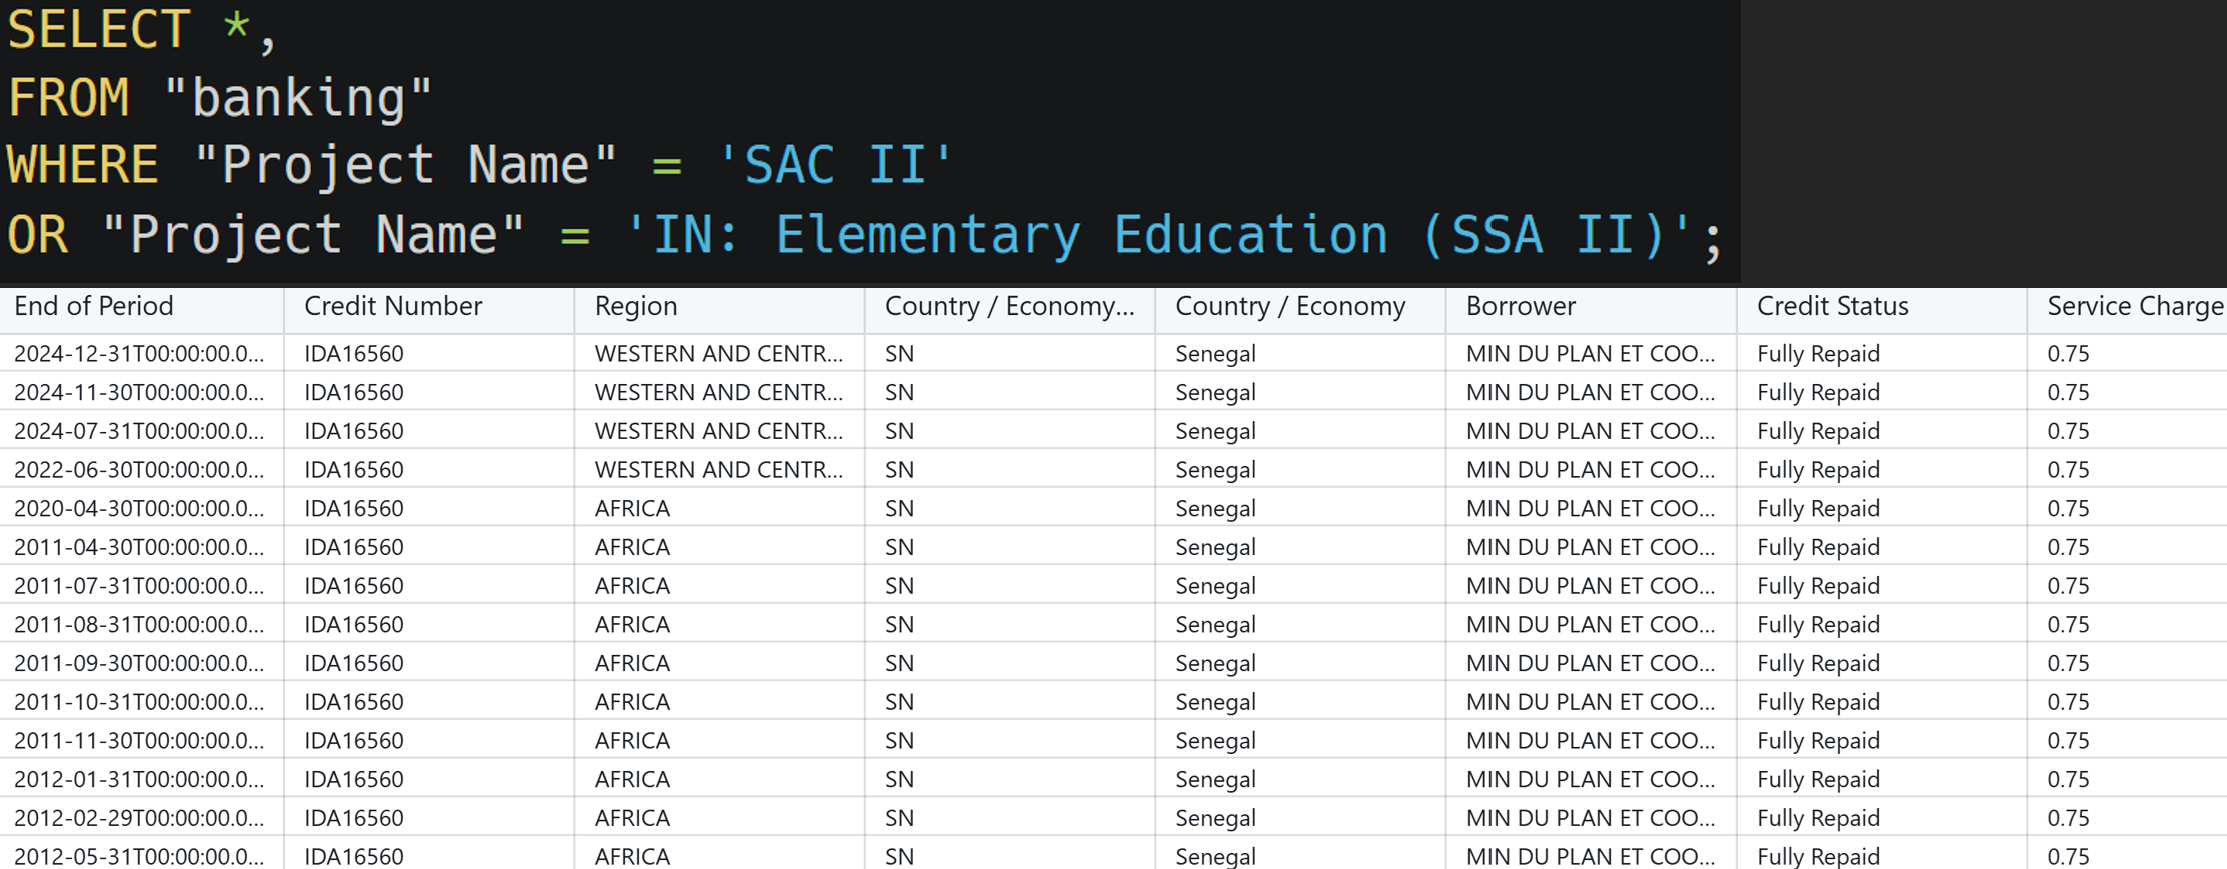 SELECT *,
FROM "banking"
WHERE "Project Name" = 'SAC II'
OR "Project Name" = 'IN: Elementary Education (SSA II)';
End of Period Credit Number Region Country / Economy... Country / Economy Borrower Credit Status Service Charge
2024-12-31T00:00:00.0... IDA16560 WESTERN AND CENTR... SN Senegal MIN DU PLAN ET COO... Fully Repaid 0.75
2024-11-30T00:00:00.0... IDA16560 WESTERN AND CENTR... SN Senegal MIN DU PLAN ET COO... Fully Repaid 0.75
2024-07-31T00:00:00.0... IDA16560 WESTERN AND CENTR... SN Senegal MIN DU PLAN ET COO... Fully Repaid 0.75
2022-06-30T00:00:00.0... IDA16560 WESTERN AND CENTR... SN Senegal MIN DU PLAN ET COO... Fully Repaid 0.75
2020-04-30T00:00:00.0... IDA16560 AFRICA SN Senegal MIN DU PLAN ET COO... Fully Repaid 0.75
2011-04-30T00:00:00.0... IDA16560 AFRICA SN Senegal MIN DU PLAN ET COO... Fully Repaid 0.75
2011-07-31T00:00:00.0... IDA16560 AFRICA SN Senegal MIN DU PLAN ET COO... Fully Repaid 0.75
2011-08-31T00:00:00.0... IDA16560 AFRICA SN Senegal MIN DU PLAN ET COO... Fully Repaid 0.75
2011-09-30T00:00:00.0... IDA16560 AFRICA SN Senegal MIN DU PLAN ET COO... Fully Repaid 0.75
2011-10-31T00:00:00.0... IDA16560 AFRICA SN Senegal MIN DU PLAN ET COO... Fully Repaid 0.75
2011-11-30T00:00:00.0... IDA16560 AFRICA SN Senegal MIN DU PLAN ET COO... Fully Repaid 0.75
2012-01-31T00:00:00.0... IDA16560 AFRICA SN Senegal MIN DU PLAN ET COO... Fully Repaid 0.75
2012-02-29T00:00:00.0... IDA16560 AFRICA SN Senegal MIN DU PLAN ET COO... Fully Repaid 0.75
2012-05-31T00:00:00.0... IDA16560 AFRICA SN Senegal MIN DU PLAN ET COO... Fully Repaid 0.75